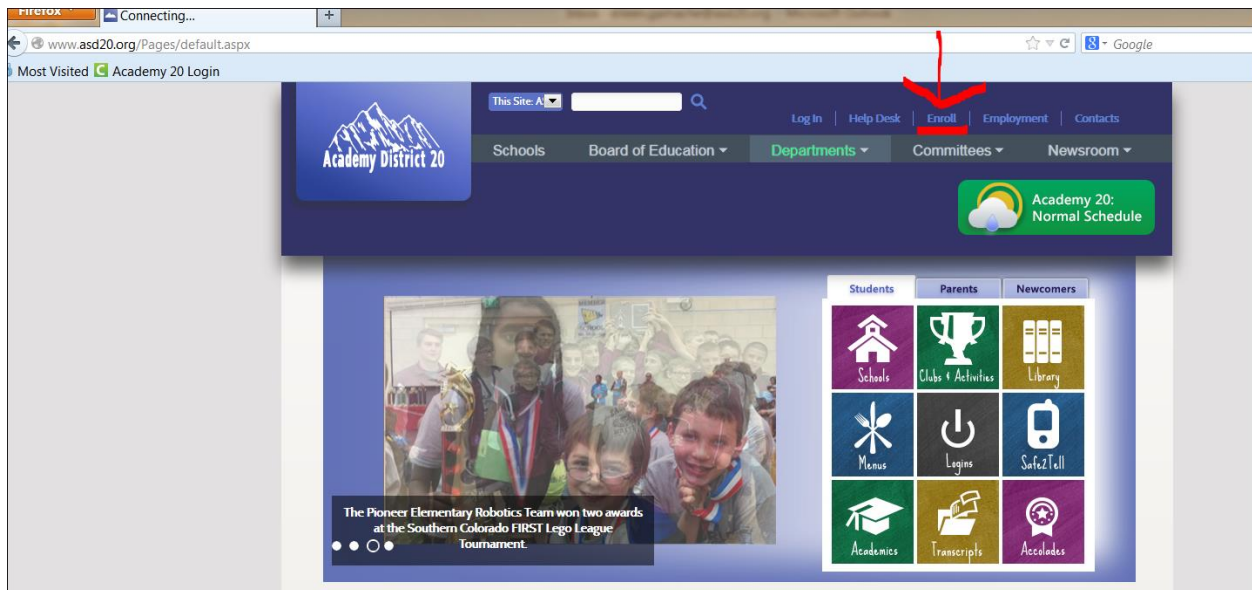 Firefox
Connecting...
+
www.asd20.org/Pages/default.aspx
8 Google
Most Visited Academy 20 Login
This Site: A
Log In | Help Desk | Enroll | Employment | Contacts
Academy District 20
Schools Board of Education Departments Committees Newsroom
Academy 20:
Normal Schedule
Students Parents Newcomers
Schools Clubs & Activities Library
Menus Logins Safe2Tell
Academics Transcripts Accolades
The Pioneer Elementary Robotics Team won two awards
at the Southern Colorado FIRST Lego League
Tournament.